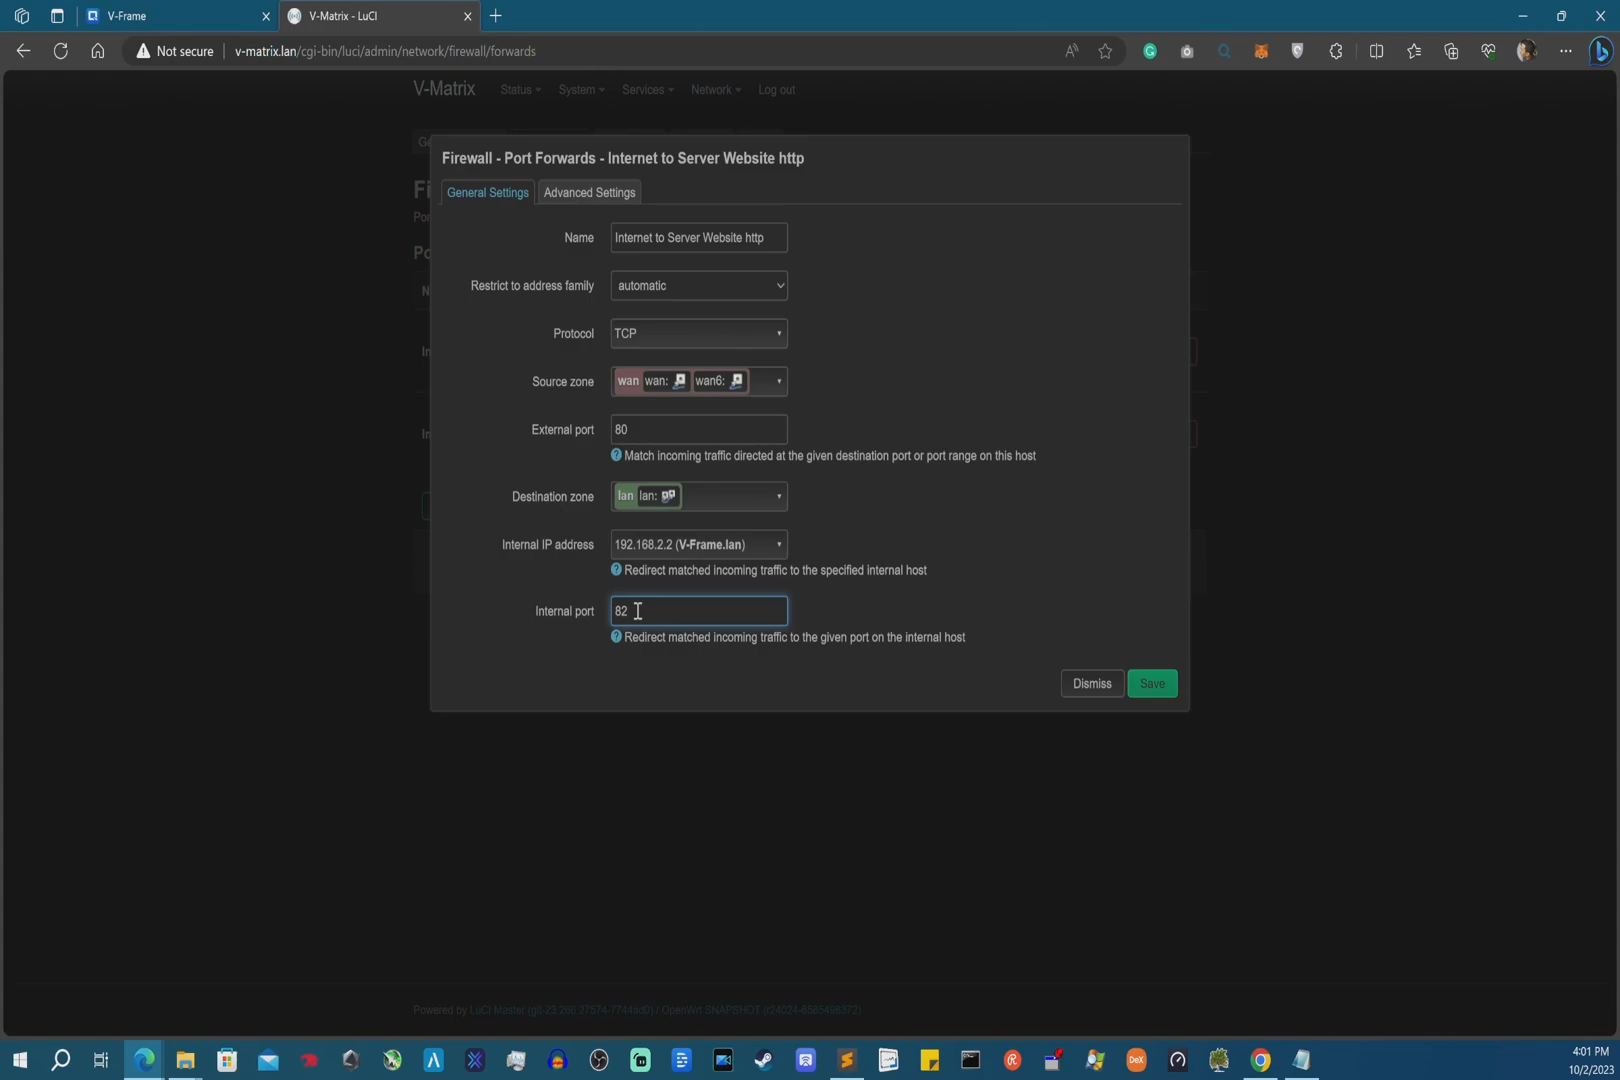 V-Frame
V-Matrix - LuCI
Not secure
v-matrix.lan/cgi-bin/luci/admin/network/firewall/forwards
V-Matrix Status System Services Network Log out
Firewall - Port Forwards - Internet to Server Website http
General Settings Advanced Settings
Name Internet to Server Website http
Restrict to address family automatic
Protocol TCP
Source zone wan wan: wan6:
External port 80
Match incoming traffic directed at the given destination port or port range on this host
Destination zone lan lan:
Internal IP address 192.168.2.2 (V-Frame.lan)
Redirect matched incoming traffic to the specified internal host
Internal port 82
Redirect matched incoming traffic to the given port on the internal host
Dismiss Save
4:01 PM
10/2/2023